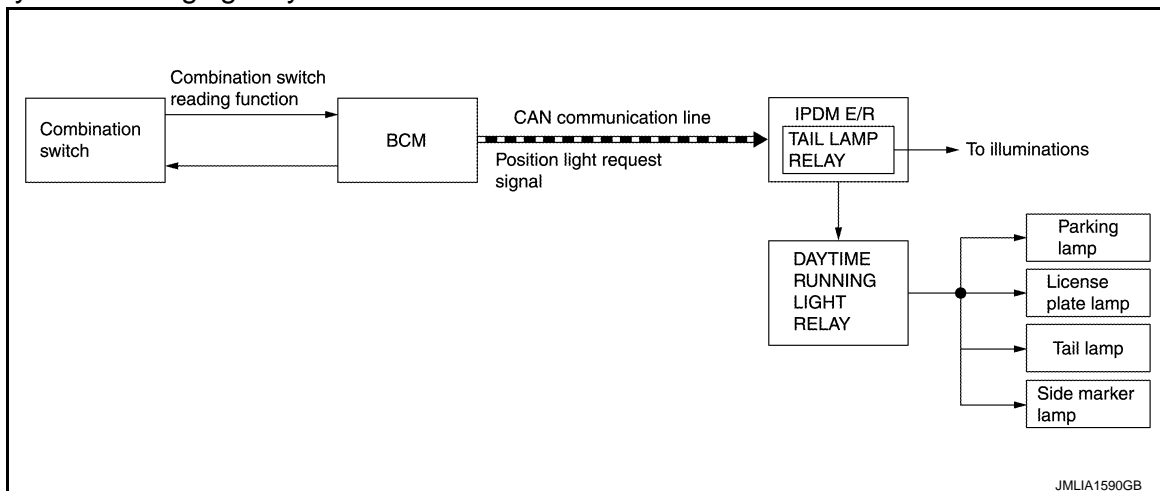 Combination switch
reading function
Combination
switch
BCM
CAN communication line
Position light request
signal
IPDM E/R
TAIL LAMP
RELAY
To illuminations
DAYTIME
RUNNING
LIGHT
RELAY
Parking
lamp
License
plate lamp
Tail lamp
Side marker
lamp
JMLIA1590GB